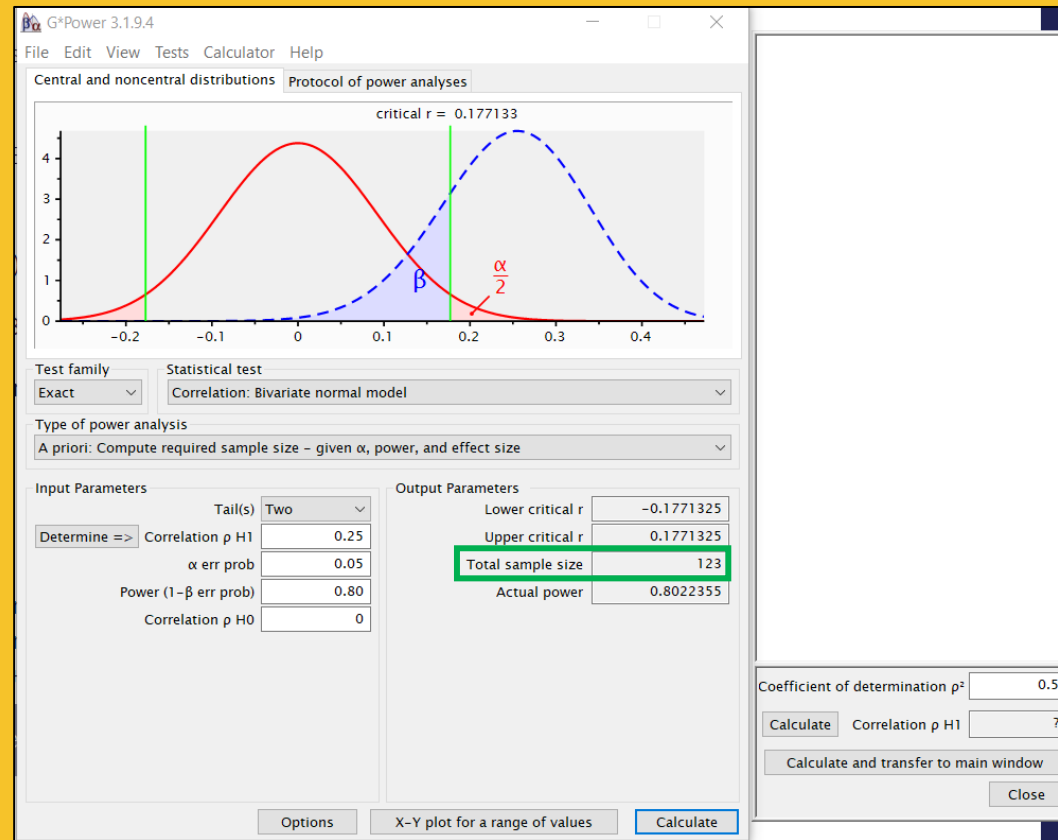 G*Power 3.1.9.4
File Edit View Tests Calculator Help
Central and noncentral distributions Protocol of power analyses
critical r = 0.177133
4
3
2
1
0
β
α
2
-0.2 -0.1 0 0.1 0.2 0.3 0.4
Test family Statistical test
Exact Correlation: Bivariate normal model
Type of power analysis
A priori: Compute required sample size – given α, power, and effect size
Input Parameters
Tail(s) Two
Determine => Correlation ρ H1 0.25
α err prob 0.05
Power (1-β err prob) 0.80
Correlation ρ H0 0
Output Parameters
Lower critical r -0.1771325
Upper critical r 0.1771325
Total sample size 123
Actual power 0.8022355
Options X-Y plot for a range of values Calculate
Coefficient of determination ρ² 0.5
Calculate Correlation ρ H1 ?
Calculate and transfer to main window
Close